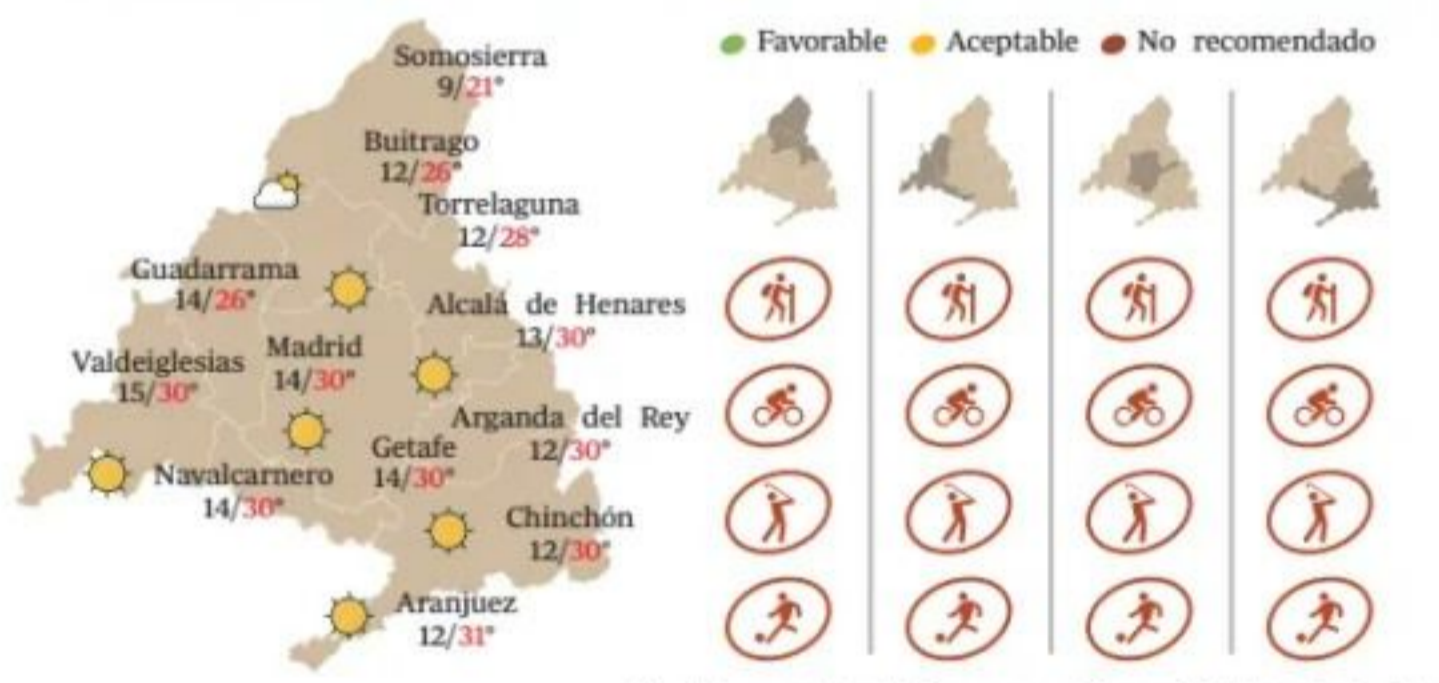 Somosierra
9/21°
Buitrago
12/26°
Torrelaguna
12/28°
Guadarrama
14/26°
Alcalá de Henares
13/30°
Valdeiglesias
15/30°
Madrid
14/30°
Arganda del Rey
12/30°
Getafe
14/30°
Navalcarnero
14/30°
Chinchón
12/30°
Aranjuez
12/31°
Favorable Aceptable No recomendado